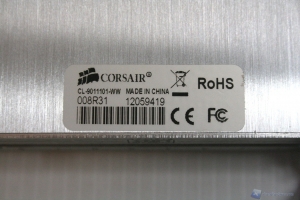 CORSAIR®
CL-9011101-WW MADE IN CHINA
008R31 12059419
RoHS
CE FC